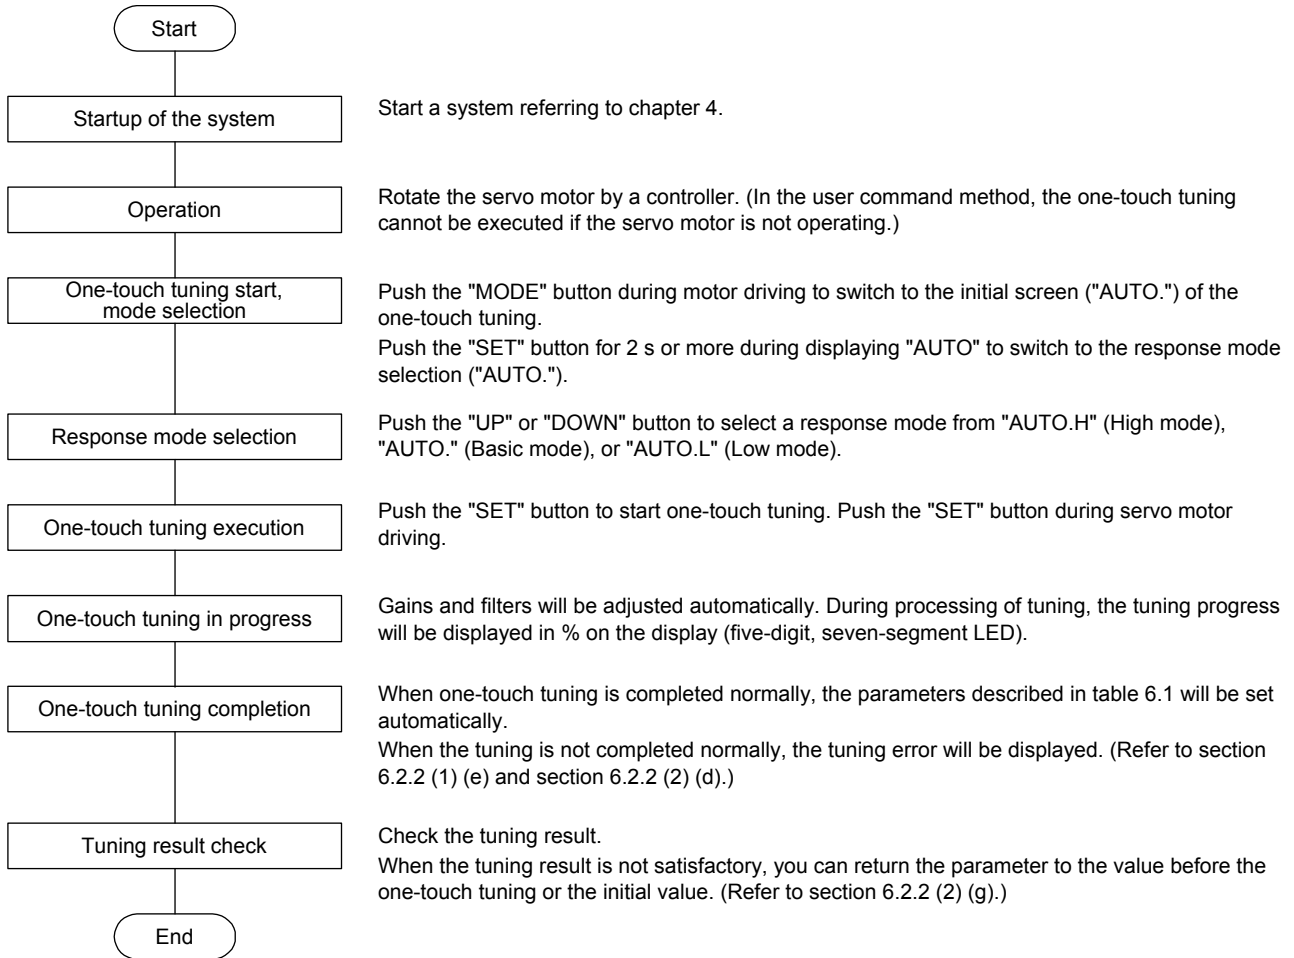 Start
Startup of the system
Start a system referring to chapter 4.
Operation
Rotate the servo motor by a controller. (In the user command method, the one-touch tuning
cannot be executed if the servo motor is not operating.)
One-touch tuning start,
mode selection
Push the "MODE" button during motor driving to switch to the initial screen ("AUTO.") of the
one-touch tuning.
Push the "SET" button for 2 s or more during displaying "AUTO" to switch to the response mode
selection ("AUTO.").
Response mode selection
Push the "UP" or "DOWN" button to select a response mode from "AUTO.H" (High mode),
"AUTO." (Basic mode), or "AUTO.L" (Low mode).
One-touch tuning execution
Push the "SET" button to start one-touch tuning. Push the "SET" button during servo motor
driving.
One-touch tuning in progress
Gains and filters will be adjusted automatically. During processing of tuning, the tuning progress
will be displayed in % on the display (five-digit, seven-segment LED).
One-touch tuning completion
When one-touch tuning is completed normally, the parameters described in table 6.1 will be set
automatically.
When the tuning is not completed normally, the tuning error will be displayed. (Refer to section
6.2.2 (1) (e) and section 6.2.2 (2) (d).)
Tuning result check
Check the tuning result.
When the tuning result is not satisfactory, you can return the parameter to the value before the
one-touch tuning or the initial value. (Refer to section 6.2.2 (2) (g).)
End